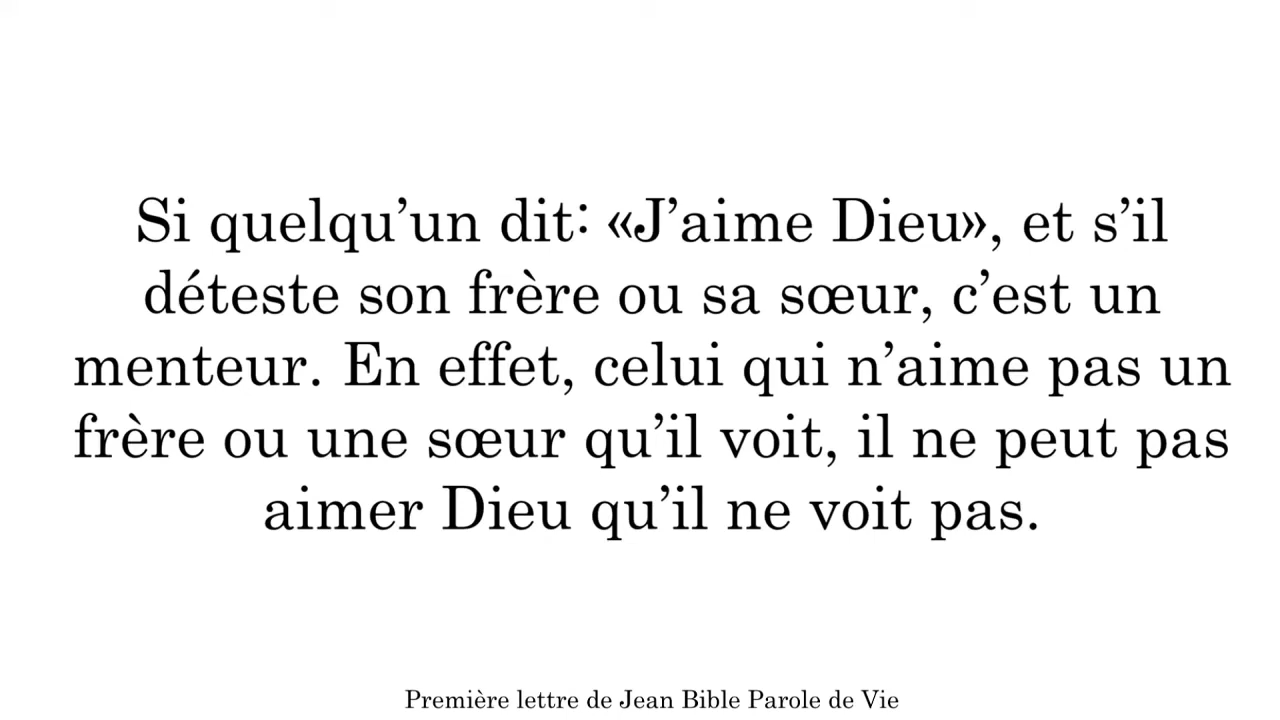 Si quelqu’un dit: «J’aime Dieu», et s’il
déteste son frère ou sa sœur, c’est un
menteur. En effet, celui qui n’aime pas un
frère ou une sœur qu’il voit, il ne peut pas
aimer Dieu qu’il ne voit pas.
Première lettre de Jean Bible Parole de Vie